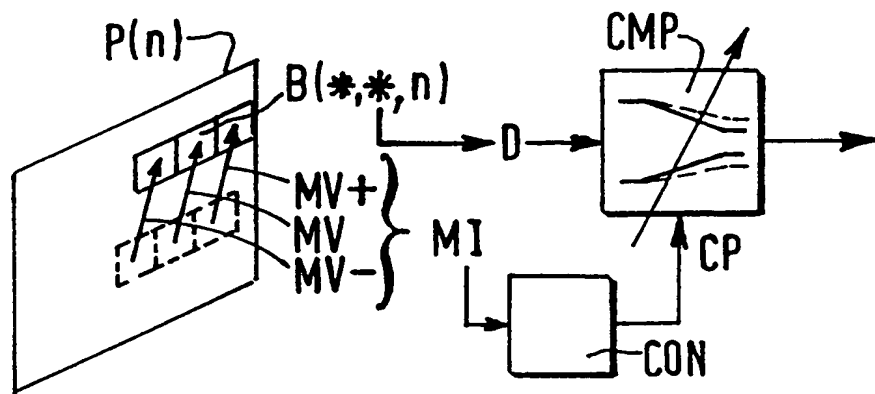 P(n)
B(*,*,n)
CMP
D
MV+
MV
MV-
MI
CP
CON